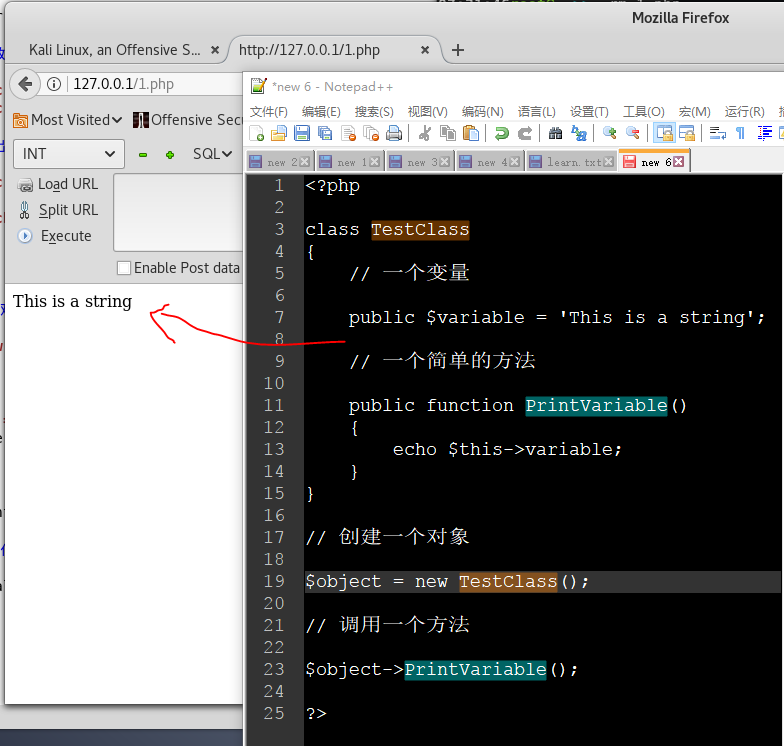 Mozilla Firefox
Kali Linux, an Offensive S... × http://127.0.0.1/1.php × +
127.0.0.1/1.php
Most Visited Offensive Secu
INT SQL
Load URL
Split URL
Execute
Enable Post data
This is a string
*new 6 - Notepad++
文件(F) 编辑(E) 搜索(S) 视图(V) 编码(N) 语言(L) 设置(T) 工具(O) 宏(M) 运行(R)
new 2 new 1 new 3 new 4 learn.txt new 6
1 <?php
2
3 class TestClass
4 {
5 // 一个变量
6
7 public $variable = 'This is a string';
8
9 // 一个简单的方法
10
11 public function PrintVariable()
12 {
13 echo $this->variable;
14 }
15 }
16
17 // 创建一个对象
18
19 $object = new TestClass();
20
21 // 调用一个方法
22
23 $object->PrintVariable();
24
25 ?>